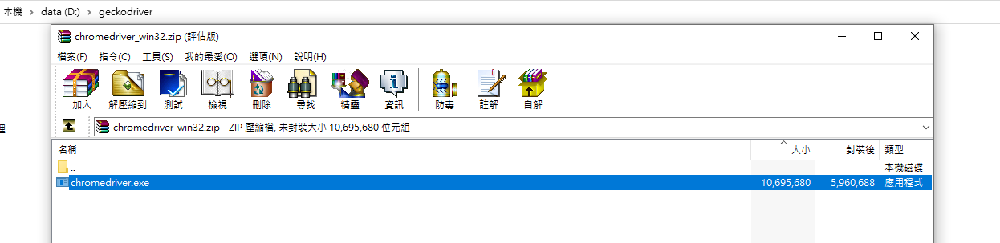 本機 › data (D:) › geckodriver
chromedriver_win32.zip (評估版)
檔案(F) 指令(C) 工具(S) 我的最愛(O) 選項(N) 說明(H)
加入 解壓縮到 測試 檢視 刪除 尋找 精靈 資訊 防毒 註解 自解
理
chromedriver_win32.zip - ZIP 壓縮檔, 未封裝大小 10,695,680 位元組
名稱 大小 封裝後 類型
.. 本機磁碟
chromedriver.exe 10,695,680 5,960,688 應用程式